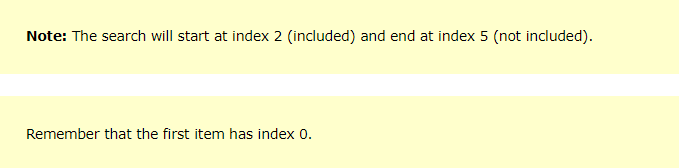 Note: The search will start at index 2 (included) and end at index 5 (not included).
Remember that the first item has index 0.